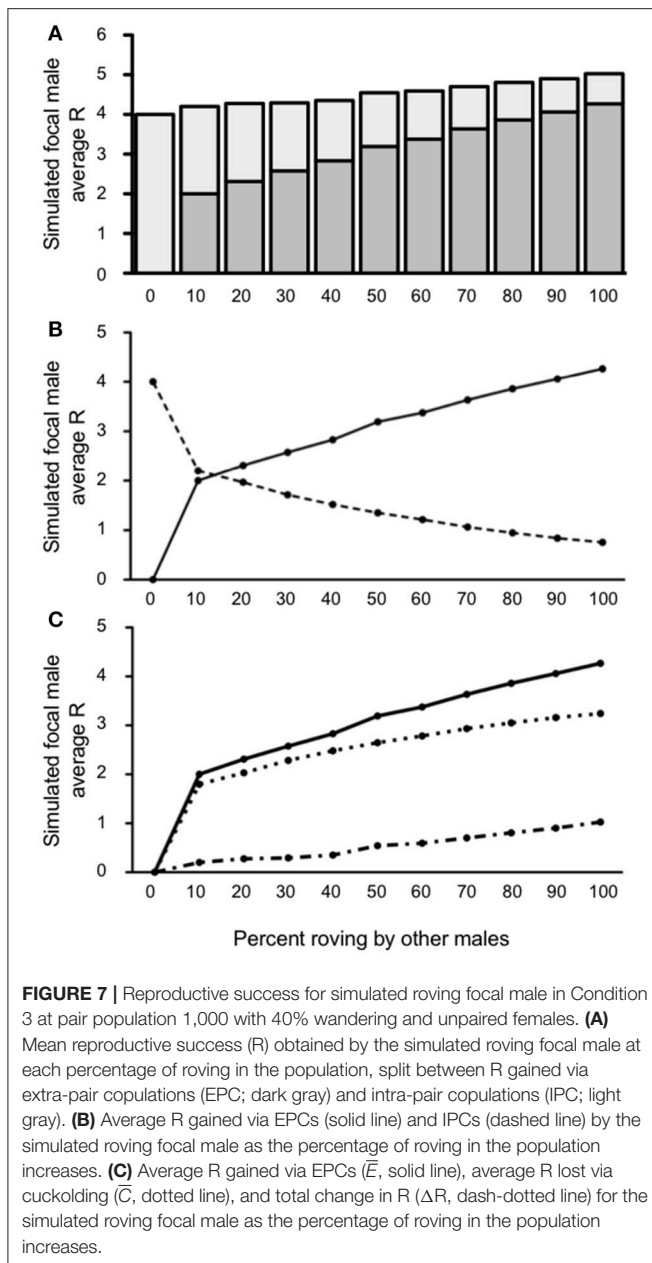 A
Simulated focal male
average R
6
5
4
3
2
1
0
0 10 20 30 40 50 60 70 80 90 100
B
Simulated focal male
average R
5
4
3
2
1
0
0 10 20 30 40 50 60 70 80 90 100
C
Simulated focal male
average R
5
4
3
2
1
0
0 10 20 30 40 50 60 70 80 90 100
Percent roving by other males
FIGURE 7 | Reproductive success for simulated roving focal male in Condition
3 at pair population 1,000 with 40% wandering and unpaired females. (A)
Mean reproductive success (R) obtained by the simulated roving focal male at
each percentage of roving in the population, split between R gained via
extra-pair copulations (EPC; dark gray) and intra-pair copulations (IPC; light
gray). (B) Average R gained via EPCs (solid line) and IPCs (dashed line) by the
simulated roving focal male as the percentage of roving in the population
increases. (C) Average R gained via EPCs (E̅, solid line), average R lost via
cuckolding (C̅, dotted line), and total change in R (ΔR, dash-dotted line) for the
simulated roving focal male as the percentage of roving in the population
increases.